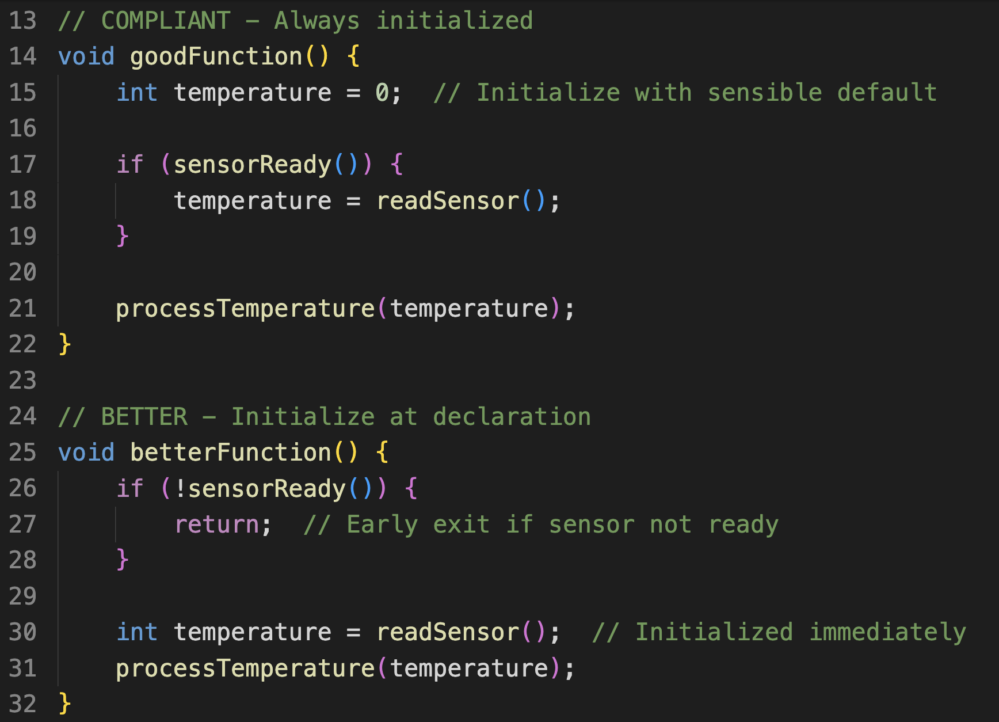 13 // COMPLIANT - Always initialized
14 void goodFunction() {
15     int temperature = 0;  // Initialize with sensible default
16
17     if (sensorReady()) {
18         temperature = readSensor();
19     }
20
21     processTemperature(temperature);
22 }
23
24 // BETTER - Initialize at declaration
25 void betterFunction() {
26     if (!sensorReady()) {
27         return;  // Early exit if sensor not ready
28     }
29
30     int temperature = readSensor();  // Initialized immediately
31     processTemperature(temperature);
32 }